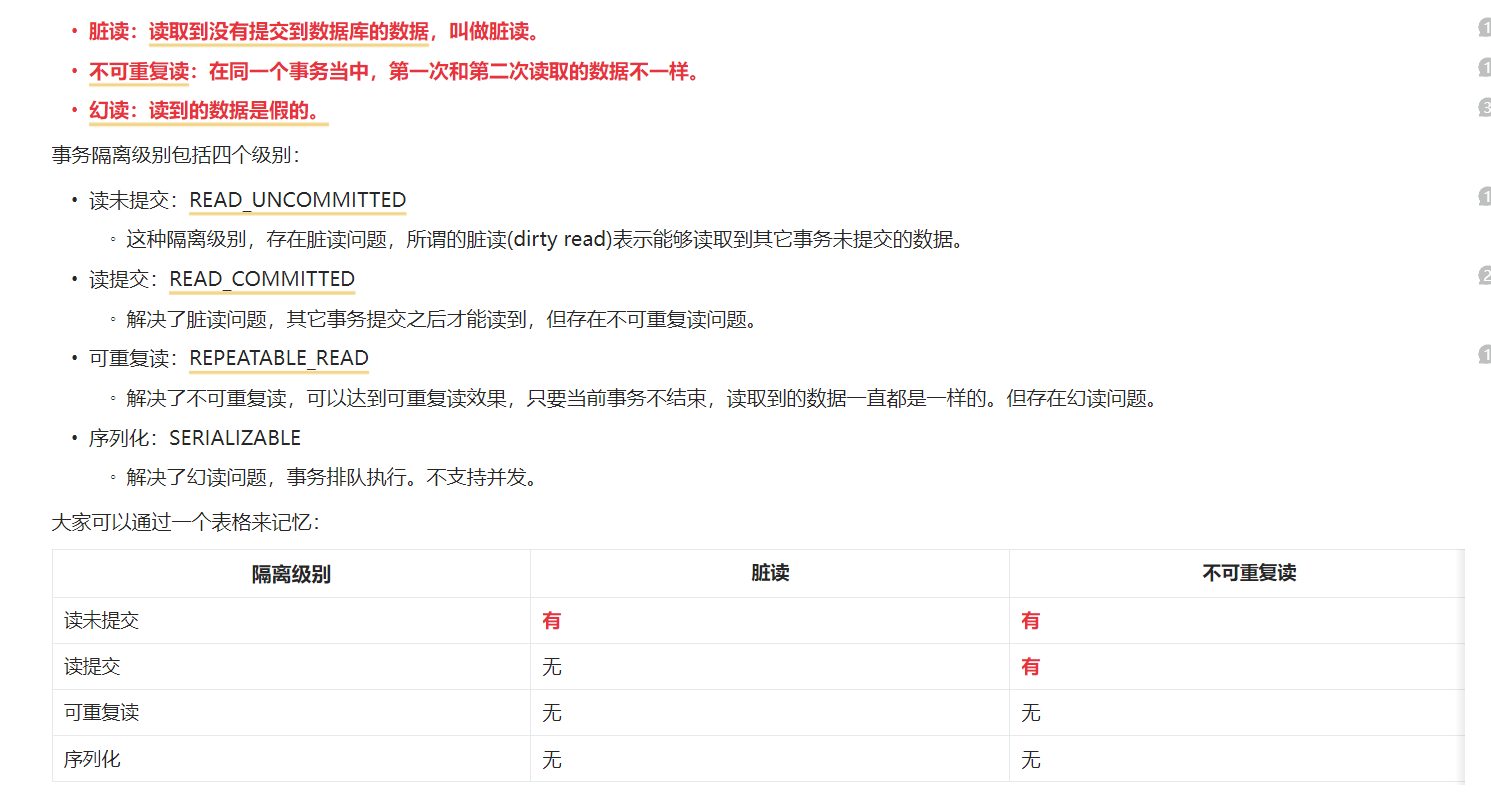 • 脏读：读取到没有提交到数据库的数据，叫做脏读。
1
• 不可重复读：在同一个事务当中，第一次和第二次读取的数据不一样。
1
• 幻读：读到的数据是假的。
3
事务隔离级别包括四个级别：
• 读未提交：READ_UNCOMMITTED
1
◦ 这种隔离级别，存在脏读问题，所谓的脏读(dirty read)表示能够读取到其它事务未提交的数据。
• 读提交：READ_COMMITTED
2
◦ 解决了脏读问题，其它事务提交之后才能读到，但存在不可重复读问题。
• 可重复读：REPEATABLE_READ
1
◦ 解决了不可重复读，可以达到可重复读效果，只要当前事务不结束，读取到的数据一直都是一样的。但存在幻读问题。
• 序列化：SERIALIZABLE
◦ 解决了幻读问题，事务排队执行。不支持并发。
大家可以通过一个表格来记忆：
隔离级别 脏读 不可重复读
读未提交 有 有
读提交 无 有
可重复读 无 无
序列化 无 无